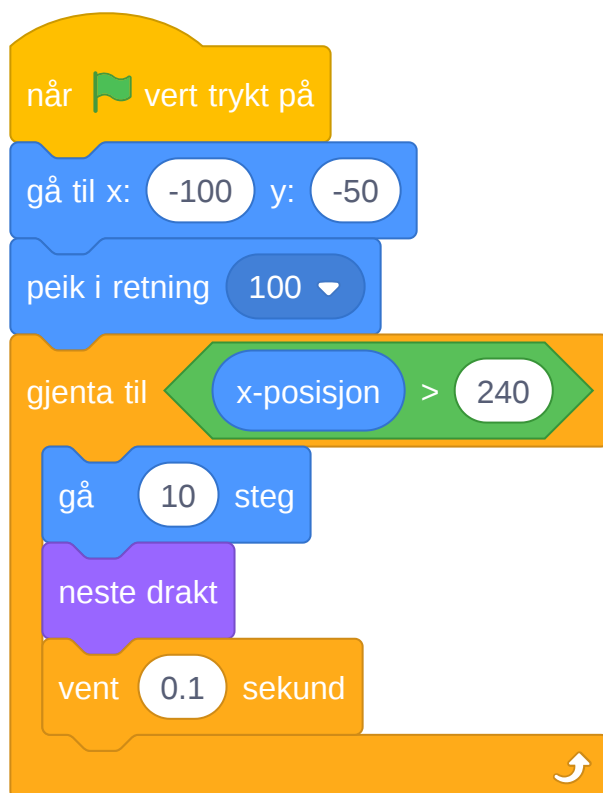 når vert trykt på
gå til x: -100 y: -50
peik i retning 100
gjenta til x-posisjon > 240
gå 10 steg
neste drakt
vent 0.1 sekund